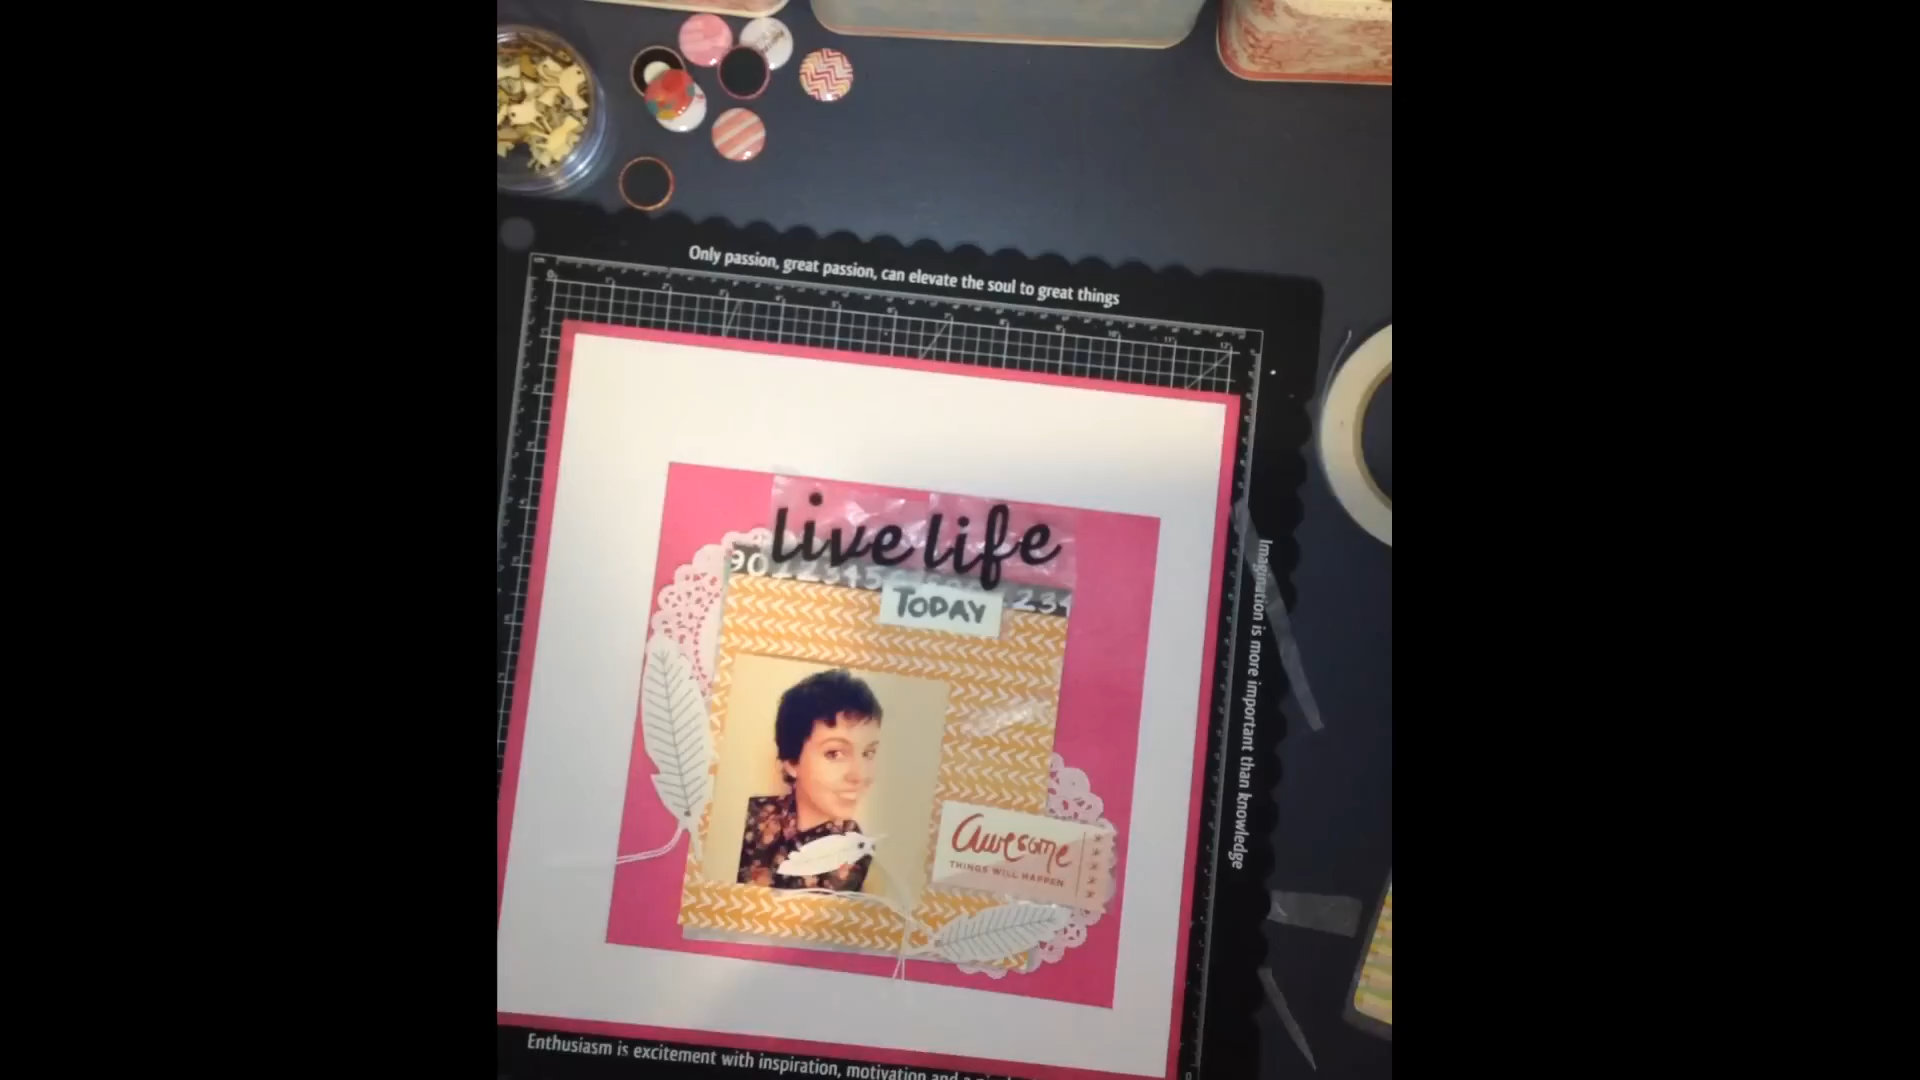 Only passion, great passion, can elevate the soul to great things
live life
TODAY
Awesome
THINGS WILL HAPPEN
Imagination is more important than knowledge
Enthusiasm is excitement with inspiration, motivation and a